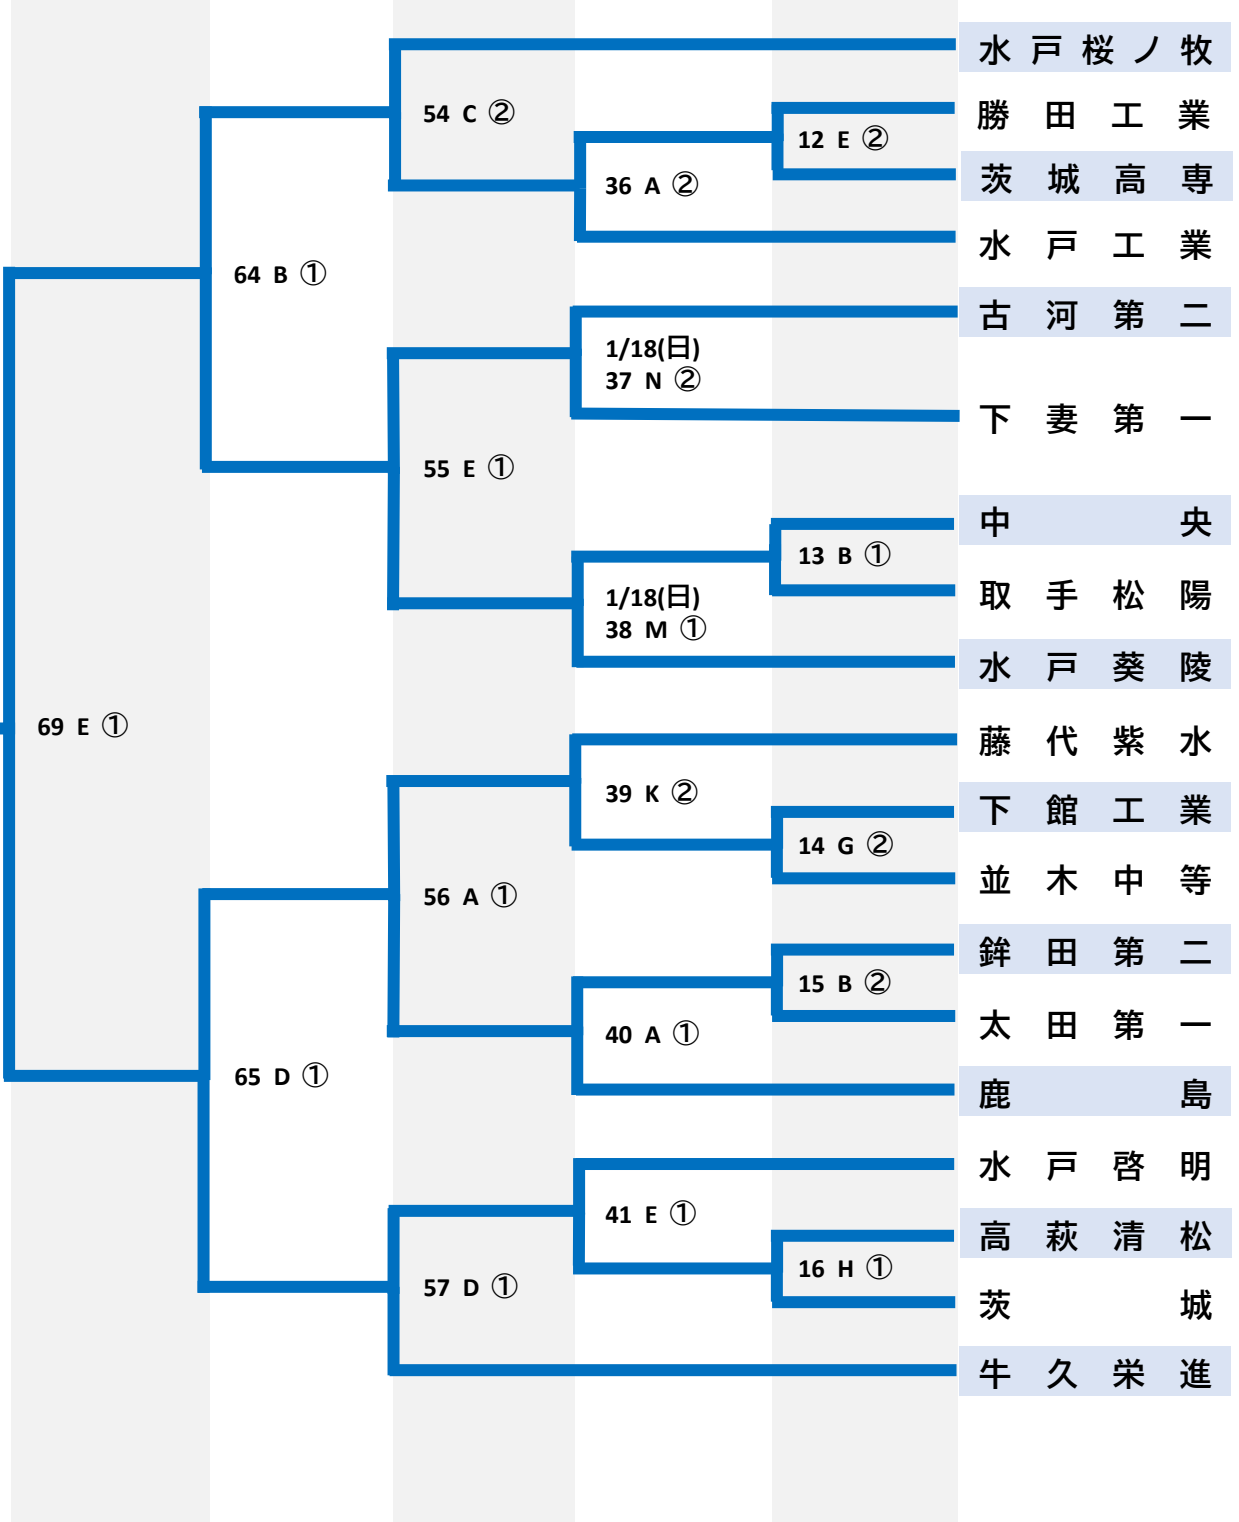 水戸桜ノ牧
54 C ②
勝田工業
12 E ②
茨城高専
36 A ②
水戸工業
64 B ①
古河第二
1/18(日)
37 N ②
下妻第一
55 E ①
中央
13 B ①
取手松陽
1/18(日)
38 M ①
水戸葵陵
69 E ①
藤代紫水
39 K ②
下館工業
14 G ②
並木中等
56 A ①
鉾田第二
15 B ②
太田第一
40 A ①
65 D ①
鹿島
水戸啓明
41 E ①
高萩清松
16 H ①
57 D ①
茨城
牛久栄進